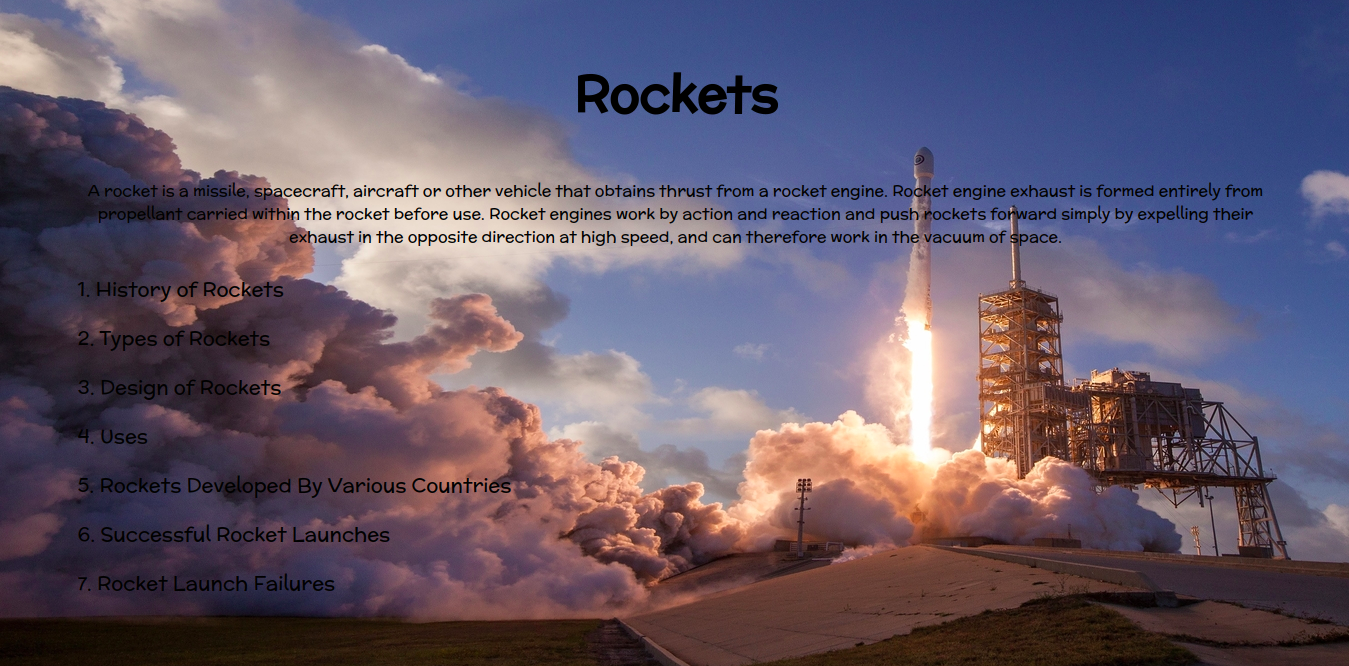 Rockets
A rocket is a missile, spacecraft, aircraft or other vehicle that obtains thrust from a rocket engine. Rocket engine exhaust is formed entirely from
propellant carried within the rocket before use. Rocket engines work by action and reaction and push rockets forward simply by expelling their
exhaust in the opposite direction at high speed, and can therefore work in the vacuum of space.
1. History of Rockets
2. Types of Rockets
3. Design of Rockets
4. Uses
5. Rockets Developed By Various Countries
6. Successful Rocket Launches
7. Rocket Launch Failures